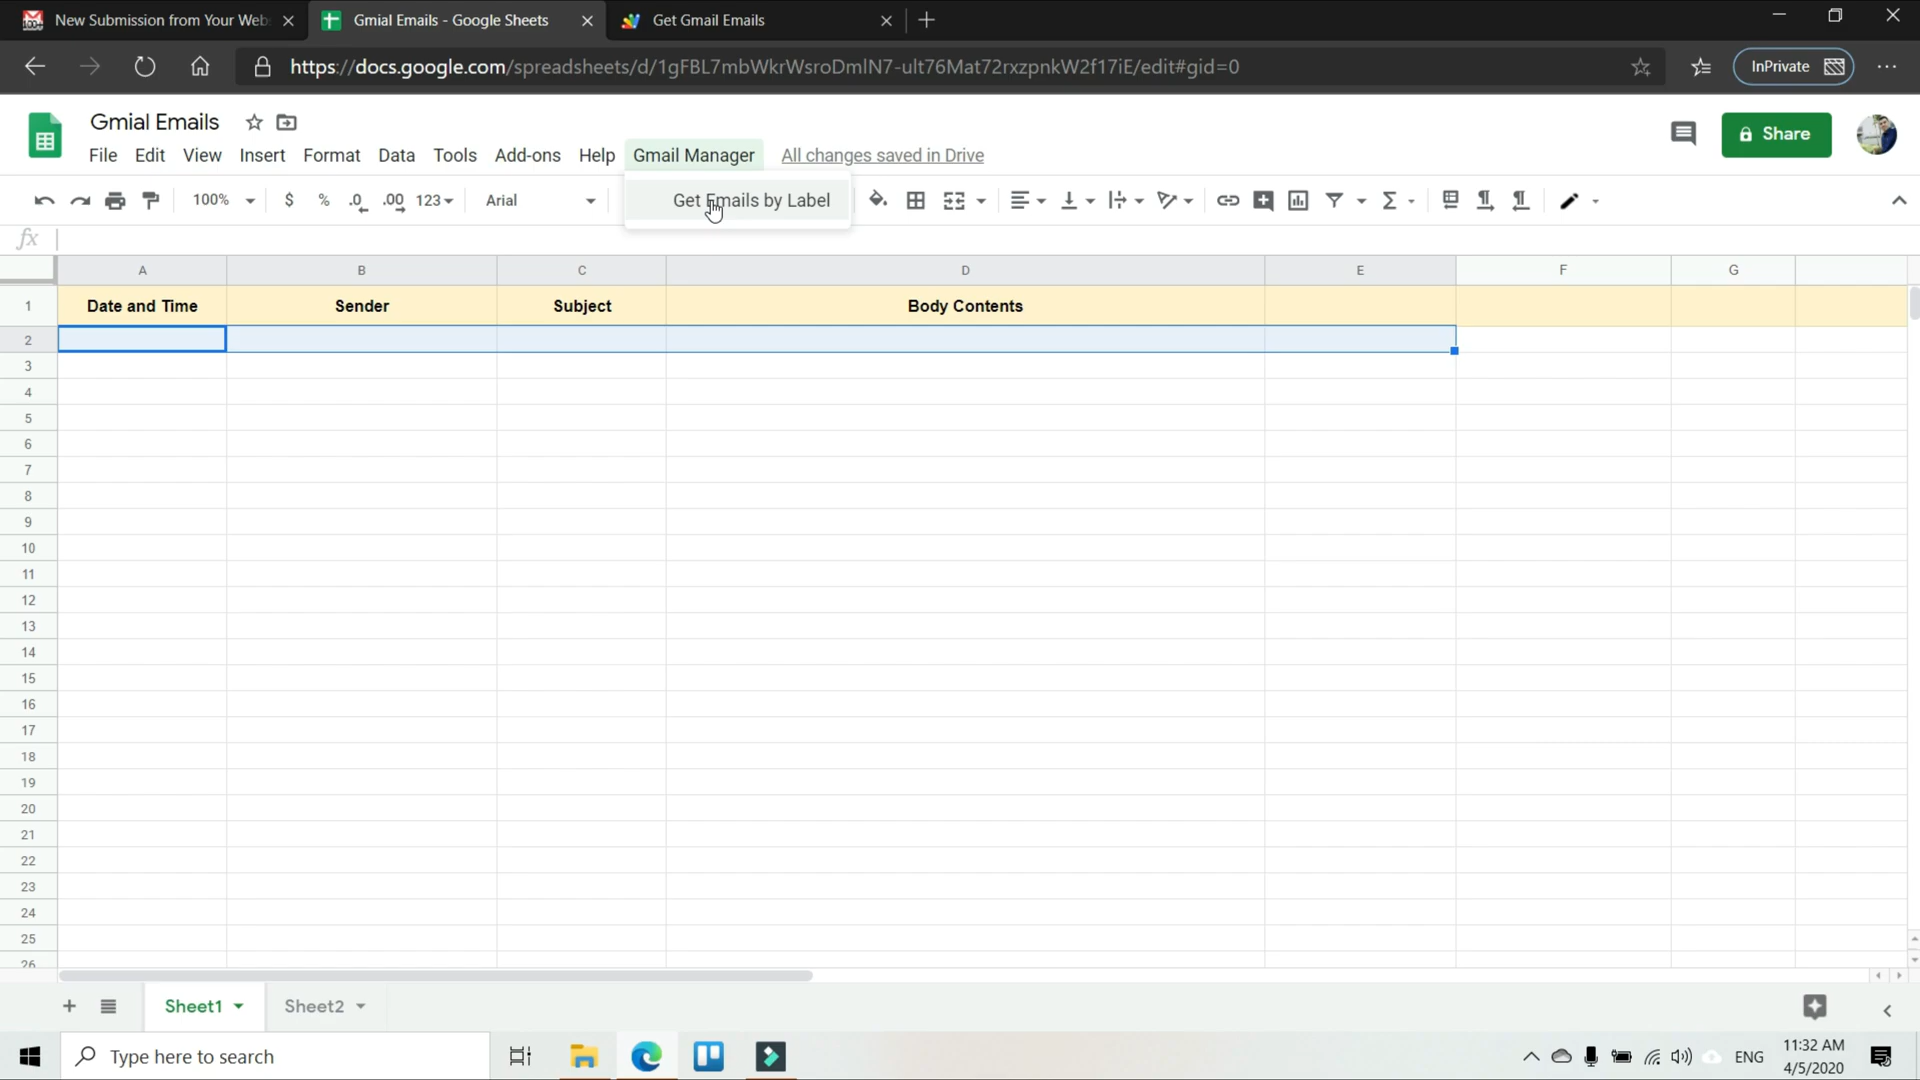 New Submission from Your Web
Gmial Emails - Google Sheets
Get Gmail Emails
https://docs.google.com/spreadsheets/d/1gFBL7mbWkrWsroDmIN7-ult76Mat72rxzpnkW2f17iE/edit#gid=0
InPrivate
Gmial Emails
Share
File Edit View Insert Format Data Tools Add-ons Help Gmail Manager All changes saved in Drive
100% $ % .0 .00 123 Arial
Get Emails by Label
fx
A B C D E F G
1 Date and Time Sender Subject Body Contents
2
3
4
5
6
7
8
9
10
11
12
13
14
15
16
17
18
19
20
21
22
23
24
25
26
Sheet1 Sheet2
Type here to search
ENG
11:32 AM
4/5/2020